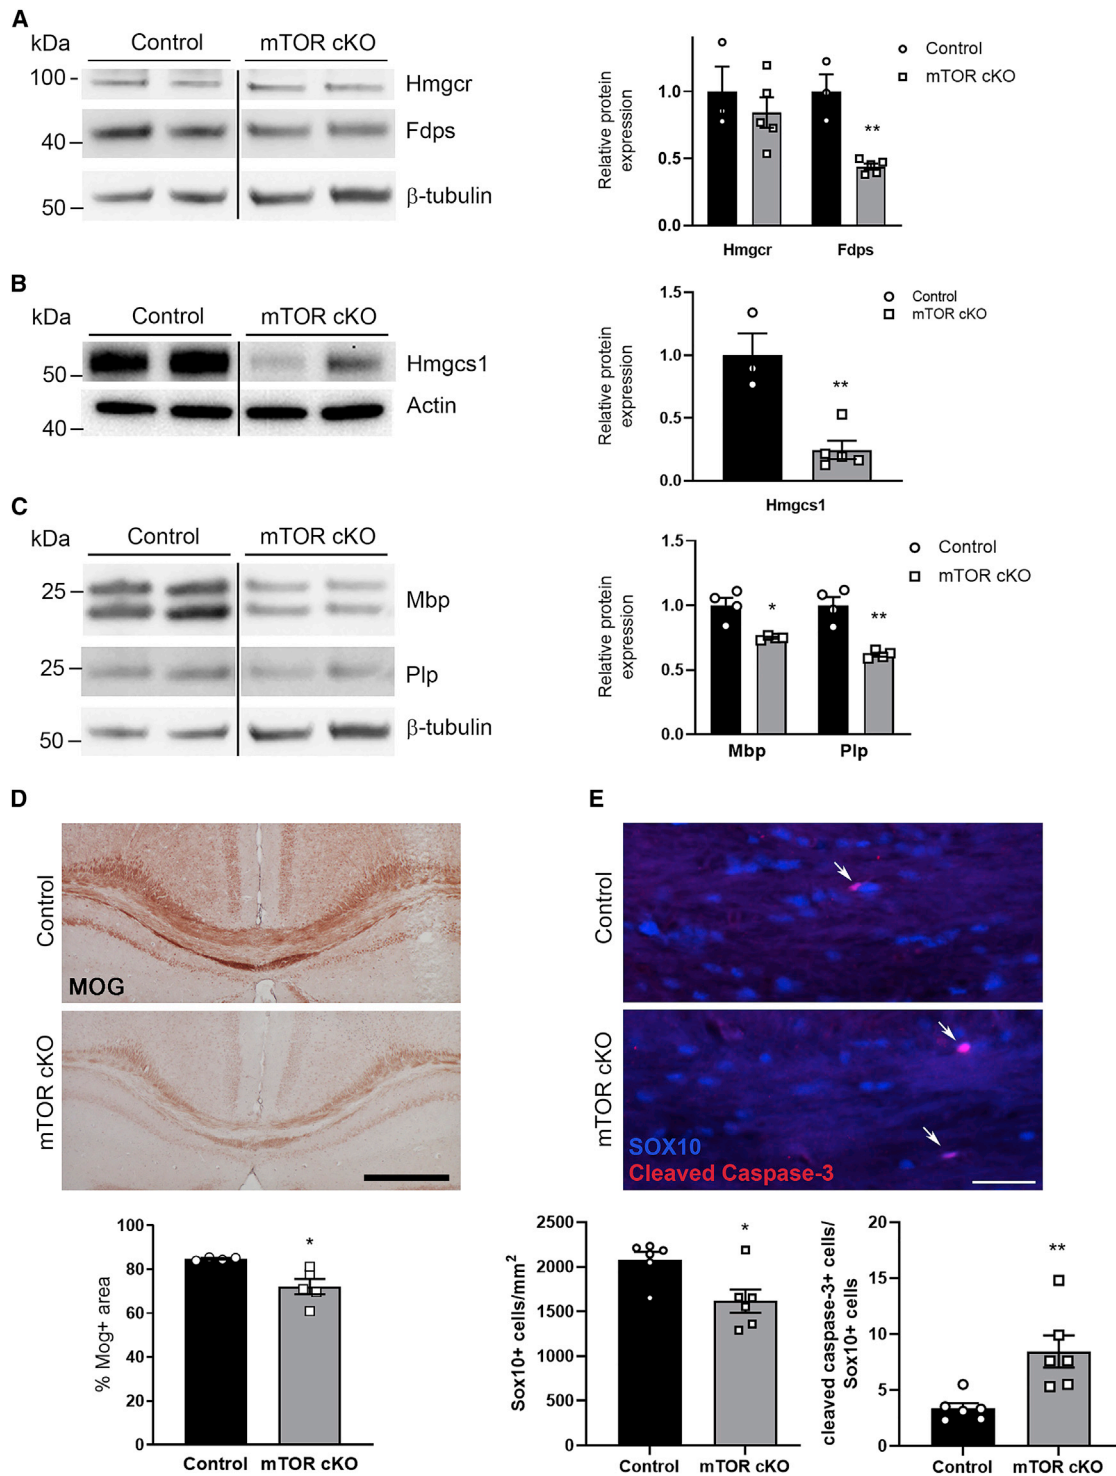 A
kDa
Control
mTOR cKO
100
Hmgcr
Fdps
40
β-tubulin
50
Relative protein
expression
1.0
0.5
0.0
Hmgcr
Fdps
Control
mTOR cKO
**
B
kDa
Control
mTOR cKO
Hmgcs1
50
Actin
40
Relative protein
expression
1.5
1.0
0.5
0.0
Hmgcs1
Control
mTOR cKO
**
C
kDa
Control
mTOR cKO
25
Mbp
25
Plp
β-tubulin
50
Relative protein
expression
1.5
1.0
0.5
0.0
Mbp
Plp
Control
mTOR cKO
*
**
D
Control
MOG
mTOR cKO
% Mog+ area
100
80
60
40
20
0
*
Control
mTOR cKO
E
Control
mTOR cKO
SOX10
Cleaved Caspase-3
Sox10+ cells/mm²
2500
2000
1500
1000
500
0
*
Control
mTOR cKO
cleaved caspase-3+ cells/
Sox10+ cells
20
15
10
5
0
**
Control
mTOR cKO